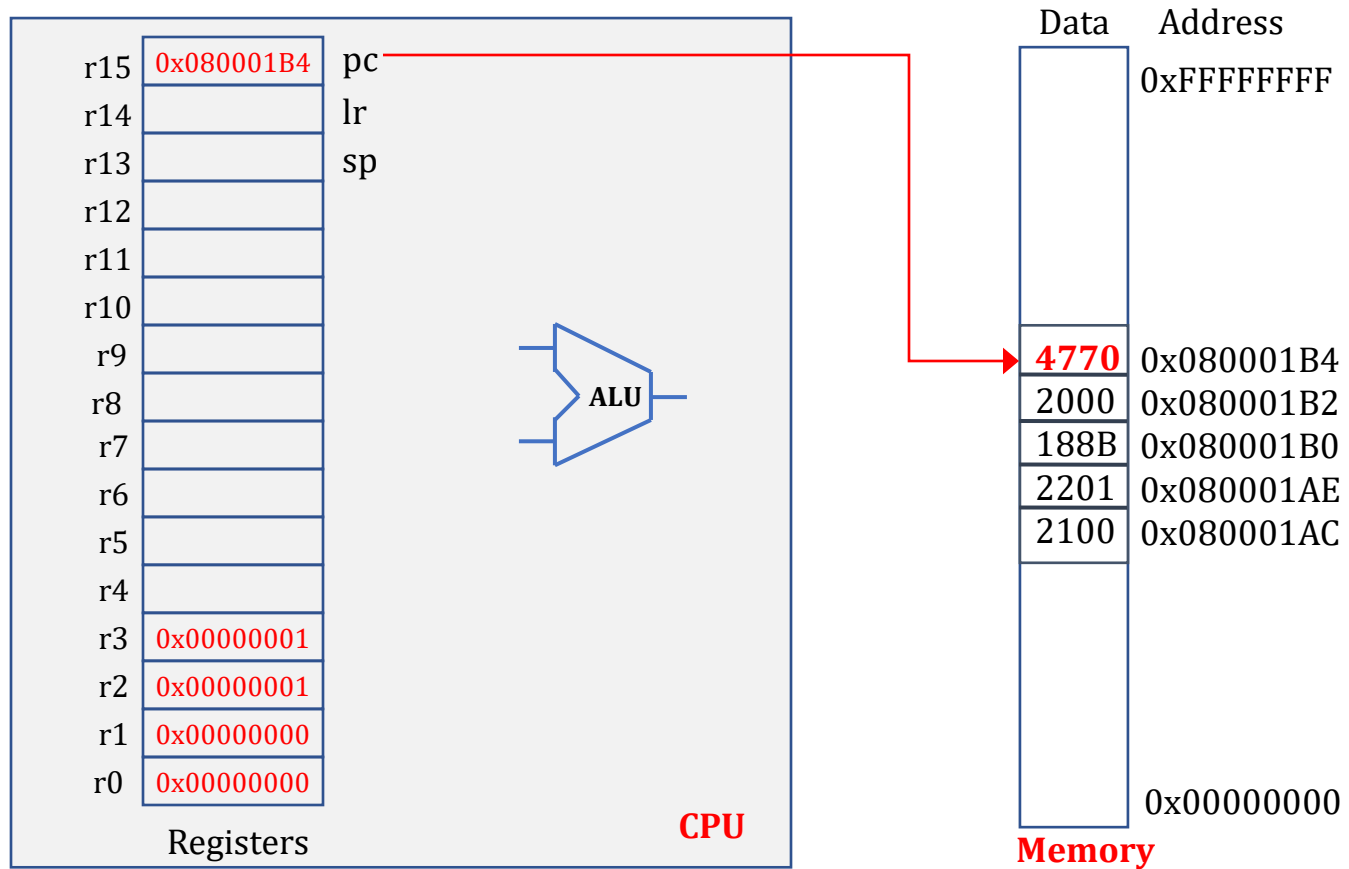 Data Address
r15 0x080001B4 pc
0xFFFFFFFF
r14 lr
r13 sp
r12
r11
r10
r9
4770 0x080001B4
r8
ALU
2000 0x080001B2
r7
188B 0x080001B0
r6
2201 0x080001AE
r5
2100 0x080001AC
r4
r3 0x00000001
r2 0x00000001
r1 0x00000000
r0 0x00000000
0x00000000
Registers
CPU
Memory